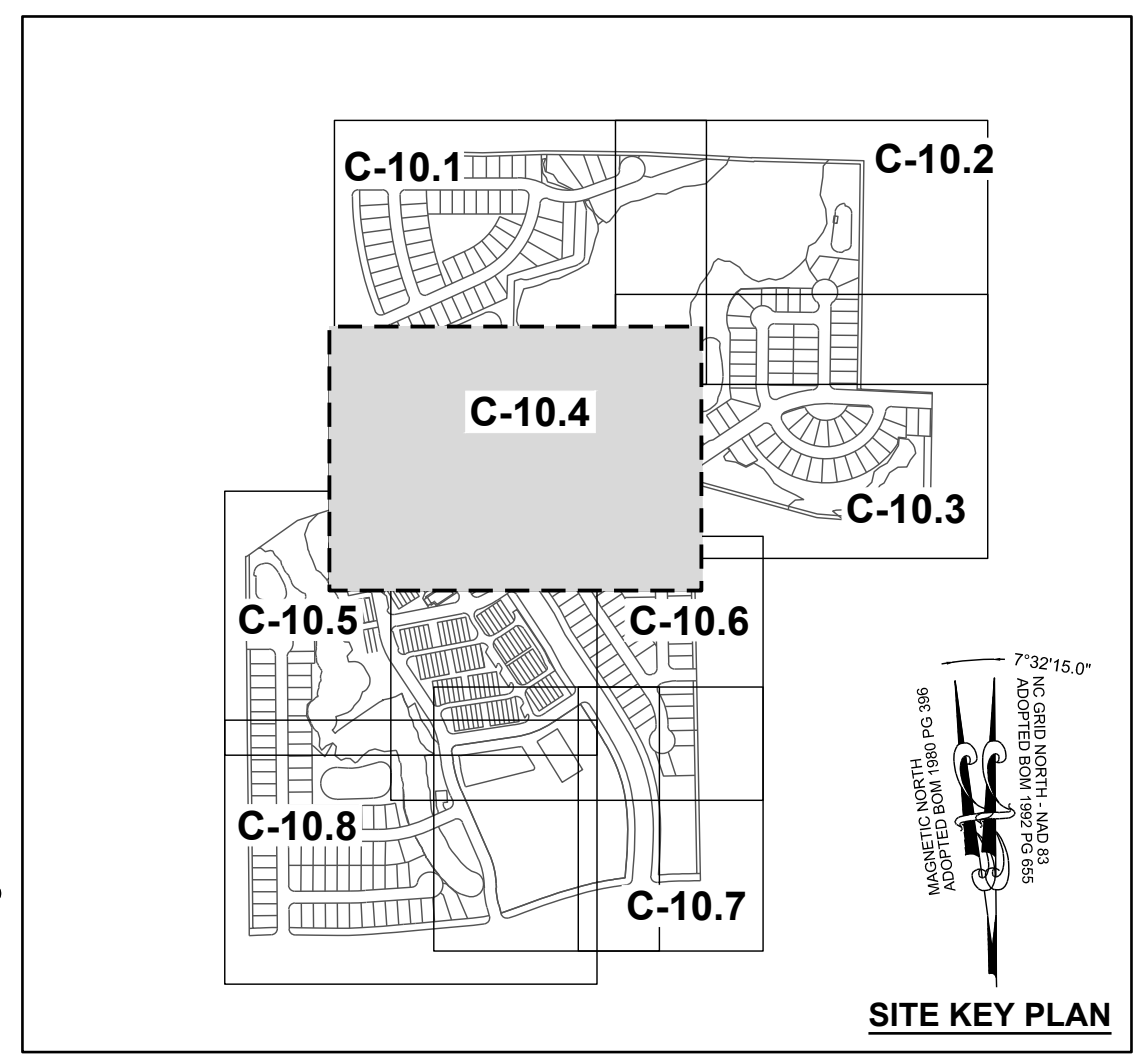 C-10.1
C-10.2
C-10.4
C-10.3
C-10.5
C-10.6
7°32'15.0"
MAGNETIC NORTH
ADOPTED BOM 1980 PG 396
NC GRID NORTH - NAD 83
ADOPTED BOM 1992 PG 655
C-10.8
C-10.7
SITE KEY PLAN